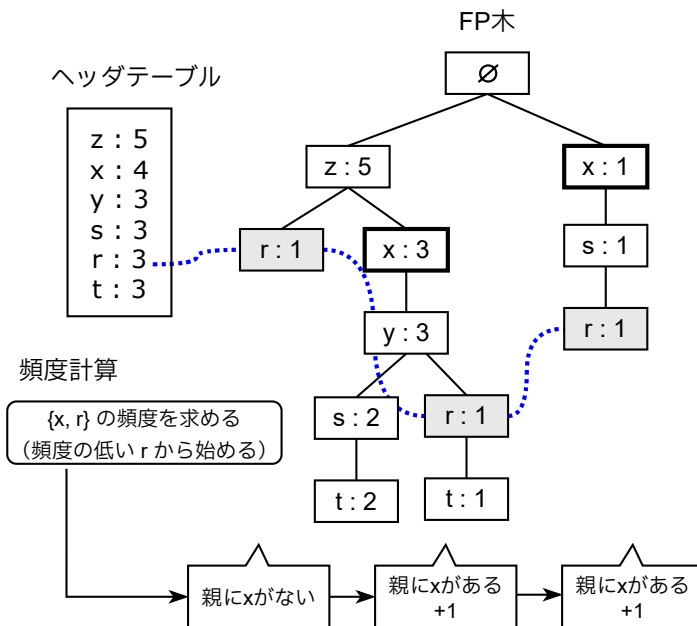 FP木
∅
ヘッダテーブル
z : 5
x : 4
y : 3
s : 3
r : 3
t : 3
z : 5
x : 1
r : 1
x : 3
s : 1
y : 3
r : 1
s : 2
r : 1
t : 2
t : 1
頻度計算
{x, r} の頻度を求める
（頻度の低い r から始める）
親にxがない
親にxがある
+1
親にxがある
+1